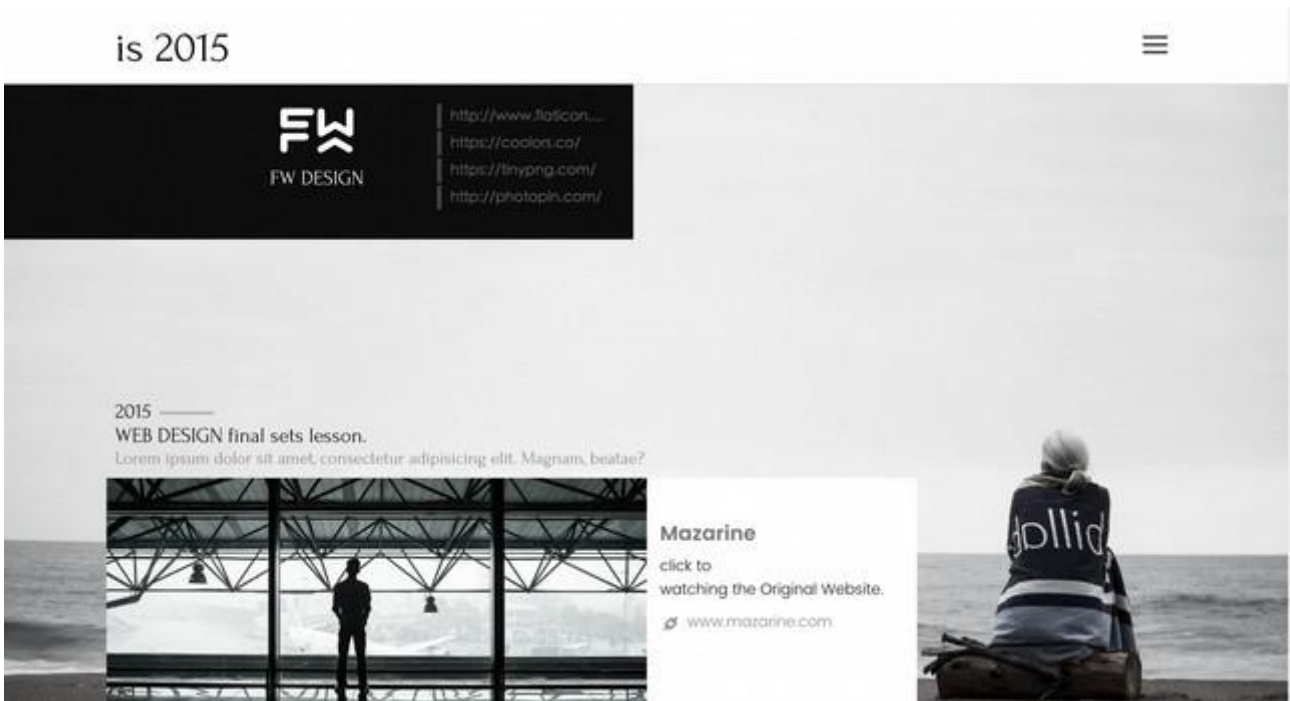 is 2015
FW
FW DESIGN
http://www.flaticon....
https://coolors.co/
https://tinypng.com/
http://photopin.com/
2015
WEB DESIGN final sets lesson.
Lorem ipsum dolor sit amet, consectetur adipisicing elit. Magnam, beatae?
Mazarine
click to
watching the Original Website.
www.mazarine.com